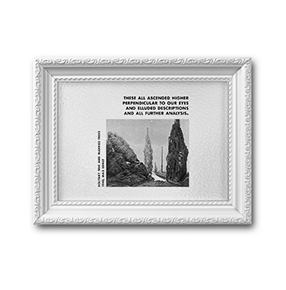 THESE ALL ASCENDED HIGHER
PERPENDICULAR TO OUR EYES
AND ELLUDED DESCRIPTIONS
AND ALL FURTHER ANALYSIS.